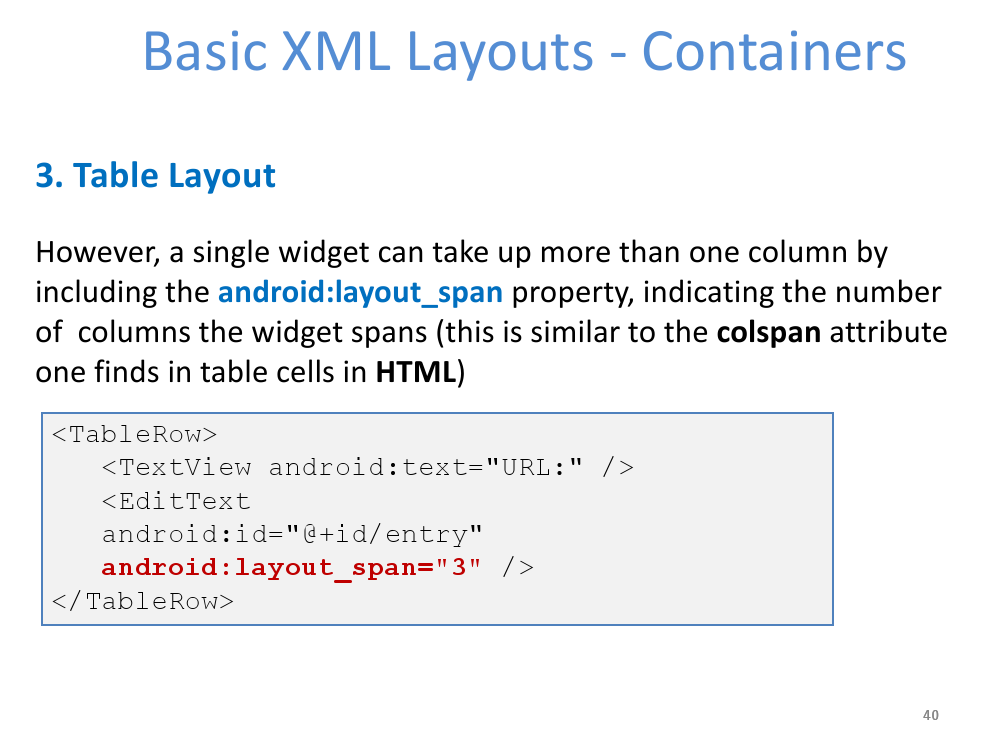 Basic XML Layouts - Containers
3. Table Layout
However, a single widget can take up more than one column by
including the android:layout_span property, indicating the number
of  columns the widget spans (this is similar to the colspan attribute
one finds in table cells in HTML)
<TableRow>
   <TextView android:text="URL:" />
   <EditText
   android:id="@+id/entry"
   android:layout_span="3" />
</TableRow>
40